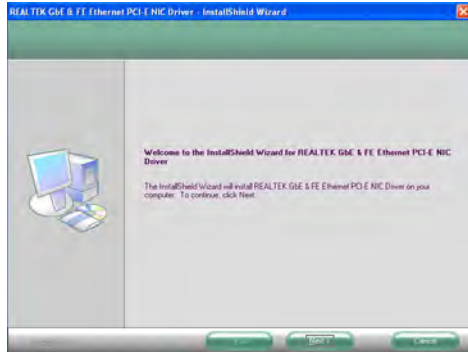 REALTEK GbE & FE Ethernet PCI-E NIC Driver - InstallShield Wizard
Welcome to the InstallShield Wizard for REALTEK GbE & FE Ethernet PCI-E NIC
Driver
The InstallShield Wizard will install REALTEK GbE & FE Ethernet PCI-E NIC Driver on your
computer. To continue, click Next
Next >
Cancel